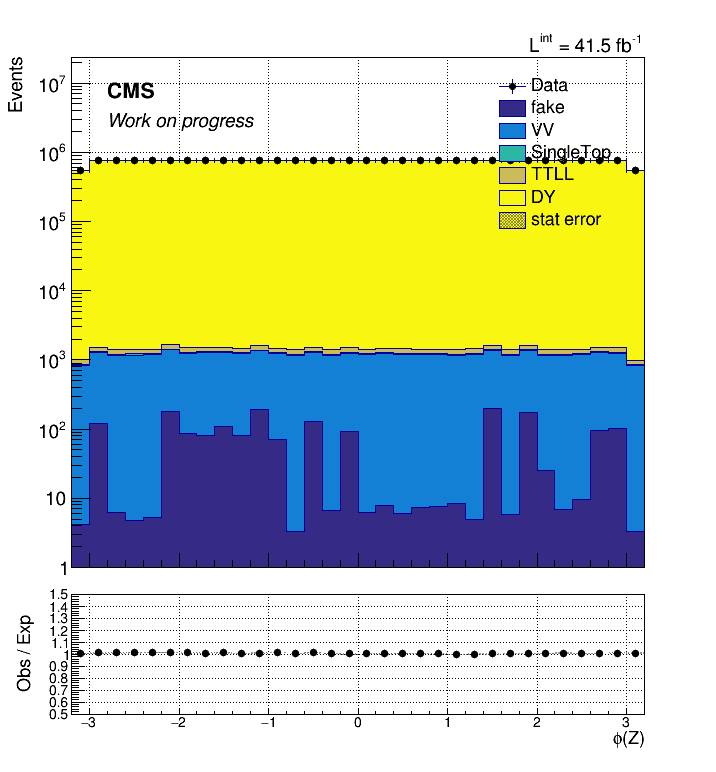 L^int = 41.5 fb^-1
Events
CMS
Work on progress
Data
fake
VV
SingleTop
TTLL
DY
stat error
10^7
10^6
10^5
10^4
10^3
10^2
10
1
Obs / Exp
1.5
1.4
1.3
1.2
1.1
1
0.9
0.8
0.7
0.6
0.5
−3 −2 −1 0 1 2 3
ϕ(Z)